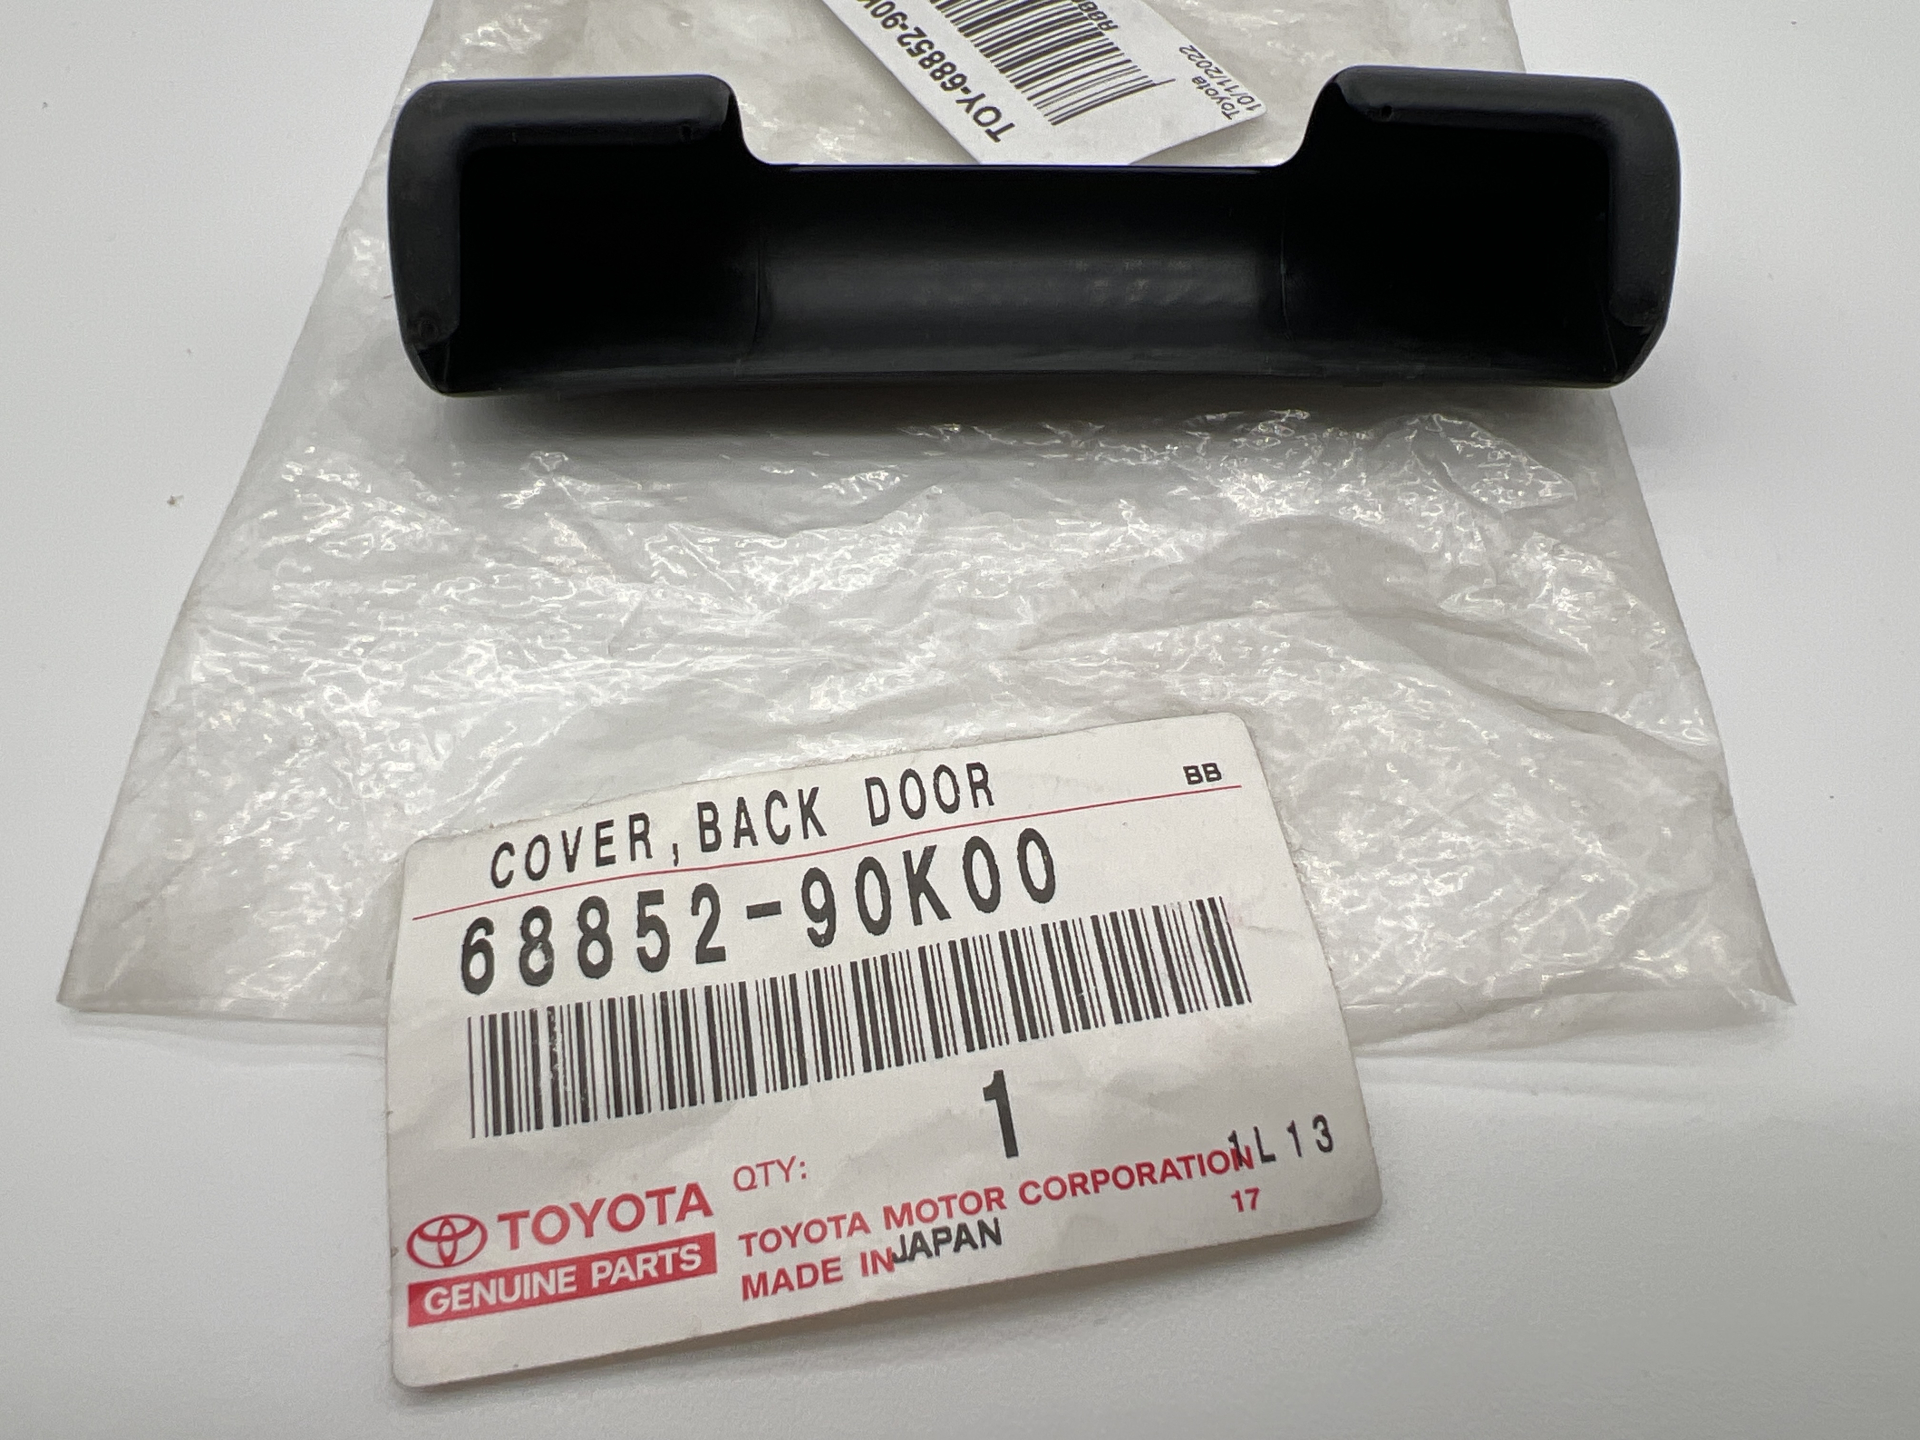 TOY-68852-90K
Toyota
10/11/2022
COVER,BACK DOOR
BB
68852-90K00
1
QTY:
1L13
TOYOTA
GENUINE PARTS
TOYOTA MOTOR CORPORATION
17
MADE IN JAPAN